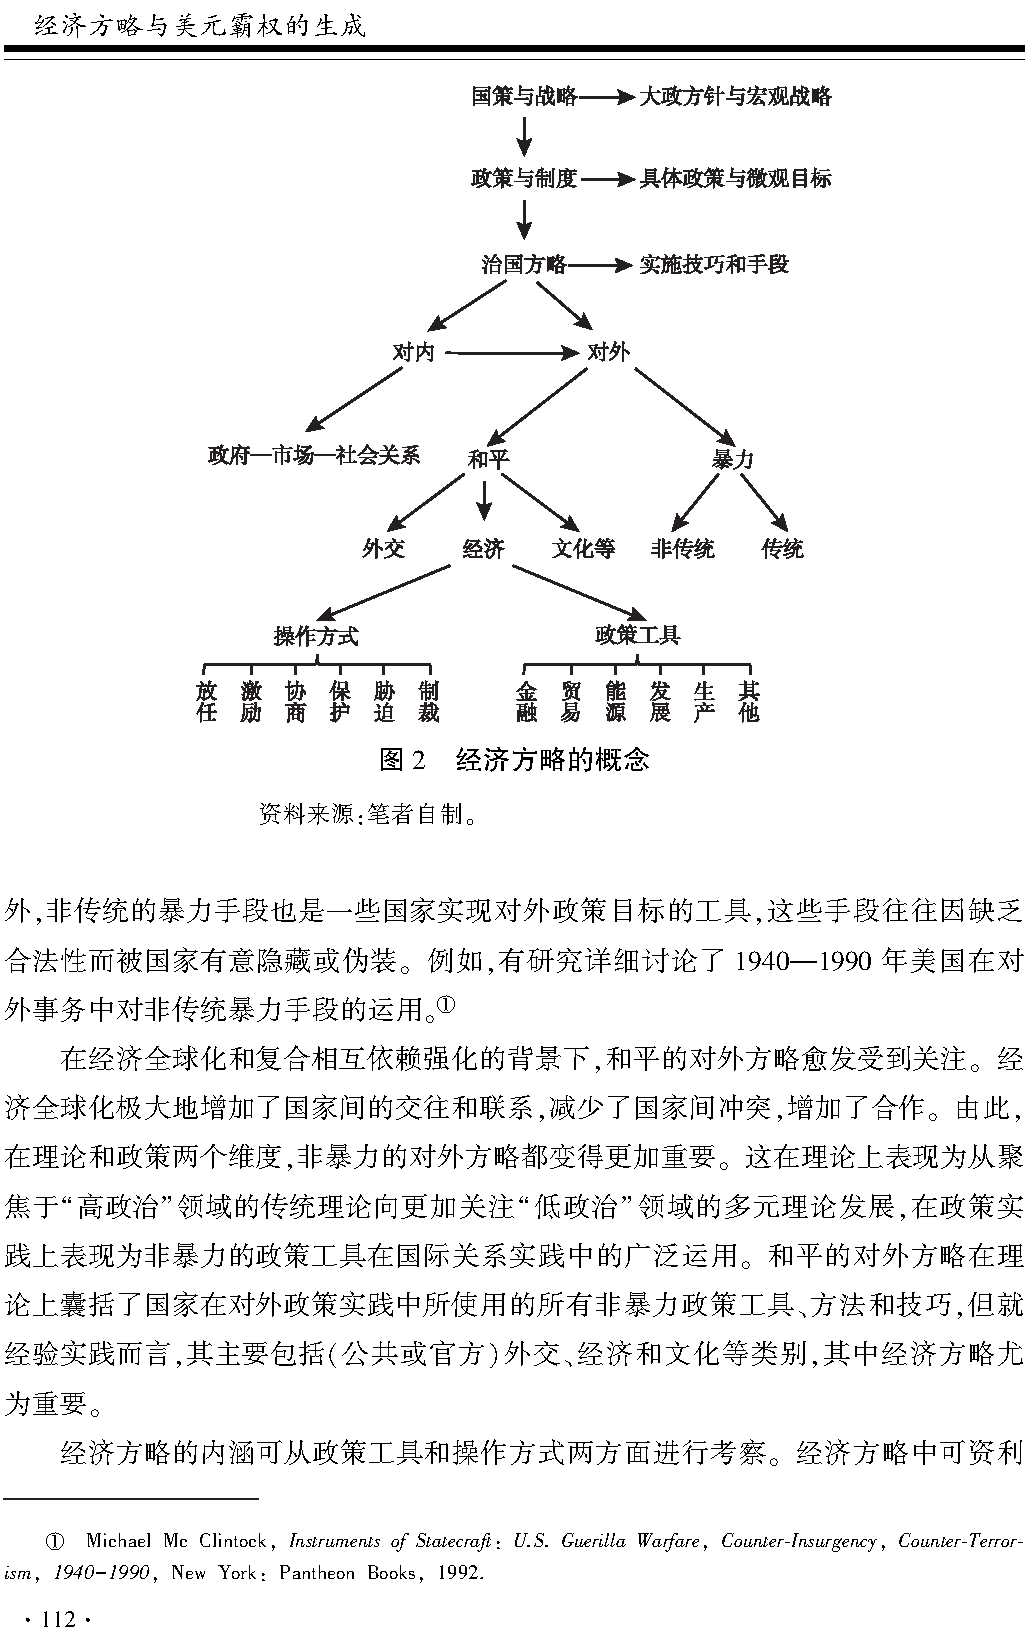 经济方略与美元霸权的生成
国策与战略 大政方针与宏观战略
政策与制度 具体政策与微观目标
治国方略 实施技巧和手段
对内 对外
政府—市场—社会关系 和平 暴力
外交 经济 文化等 非传统 传统
操作方式 政策工具
放任 激励 协商 保护 胁迫 制裁 金融 贸易 能源 发展 生产 其他
图 2 经济方略的概念
资料来源:笔者自制。
外,非传统的暴力手段也是一些国家实现对外政策目标的工具,这些手段往往因缺乏
合法性而被国家有意隐藏或伪装。例如,有研究详细讨论了 1940—1990 年美国在对
外事务中对非传统暴力手段的运用。①
在经济全球化和复合相互依赖强化的背景下,和平的对外方略愈发受到关注。经
济全球化极大地增加了国家间的交往和联系,减少了国家间冲突,增加了合作。由此,
在理论和政策两个维度,非暴力的对外方略都变得更加重要。这在理论上表现为从聚
焦于“高政治”领域的传统理论向更加关注“低政治”领域的多元理论发展,在政策实
践上表现为非暴力的政策工具在国际关系实践中的广泛运用。和平的对外方略在理
论上囊括了国家在对外政策实践中所使用的所有非暴力政策工具、方法和技巧,但就
经验实践而言,其主要包括(公共或官方)外交、经济和文化等类别,其中经济方略尤
为重要。
经济方略的内涵可从政策工具和操作方式两方面进行考察。经济方略中可资利
① Michael Mc Clintock, Instruments of Statecraft: U.S. Guerilla Warfare, Counter-Insurgency, Counter-Terror-
ism, 1940-1990, New York: Pantheon Books, 1992.
·112·